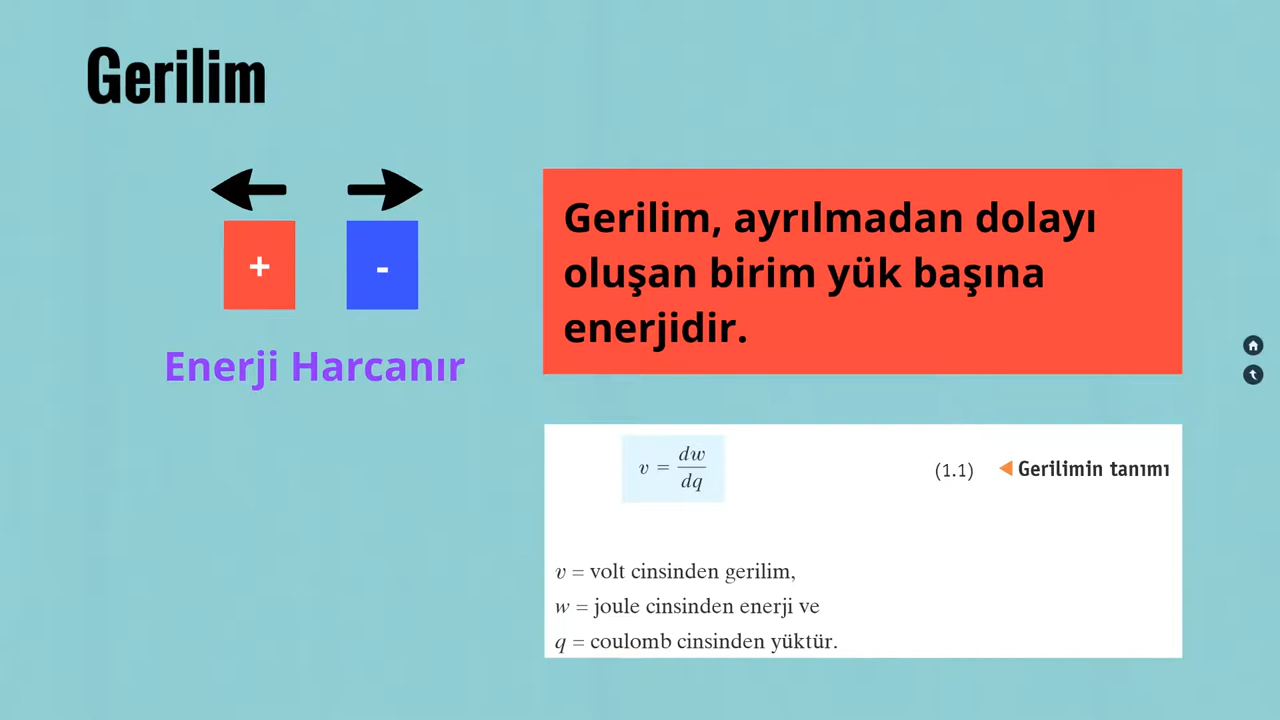 Gerilim
+ -
Enerji Harcanır
Gerilim, ayrılmadan dolayı
oluşan birim yük başına
enerjidir.
v = dw/dq (1.1) Gerilimin tanımı
v = volt cinsinden gerilim,
w = joule cinsinden enerji ve
q = coulomb cinsinden yüktür.